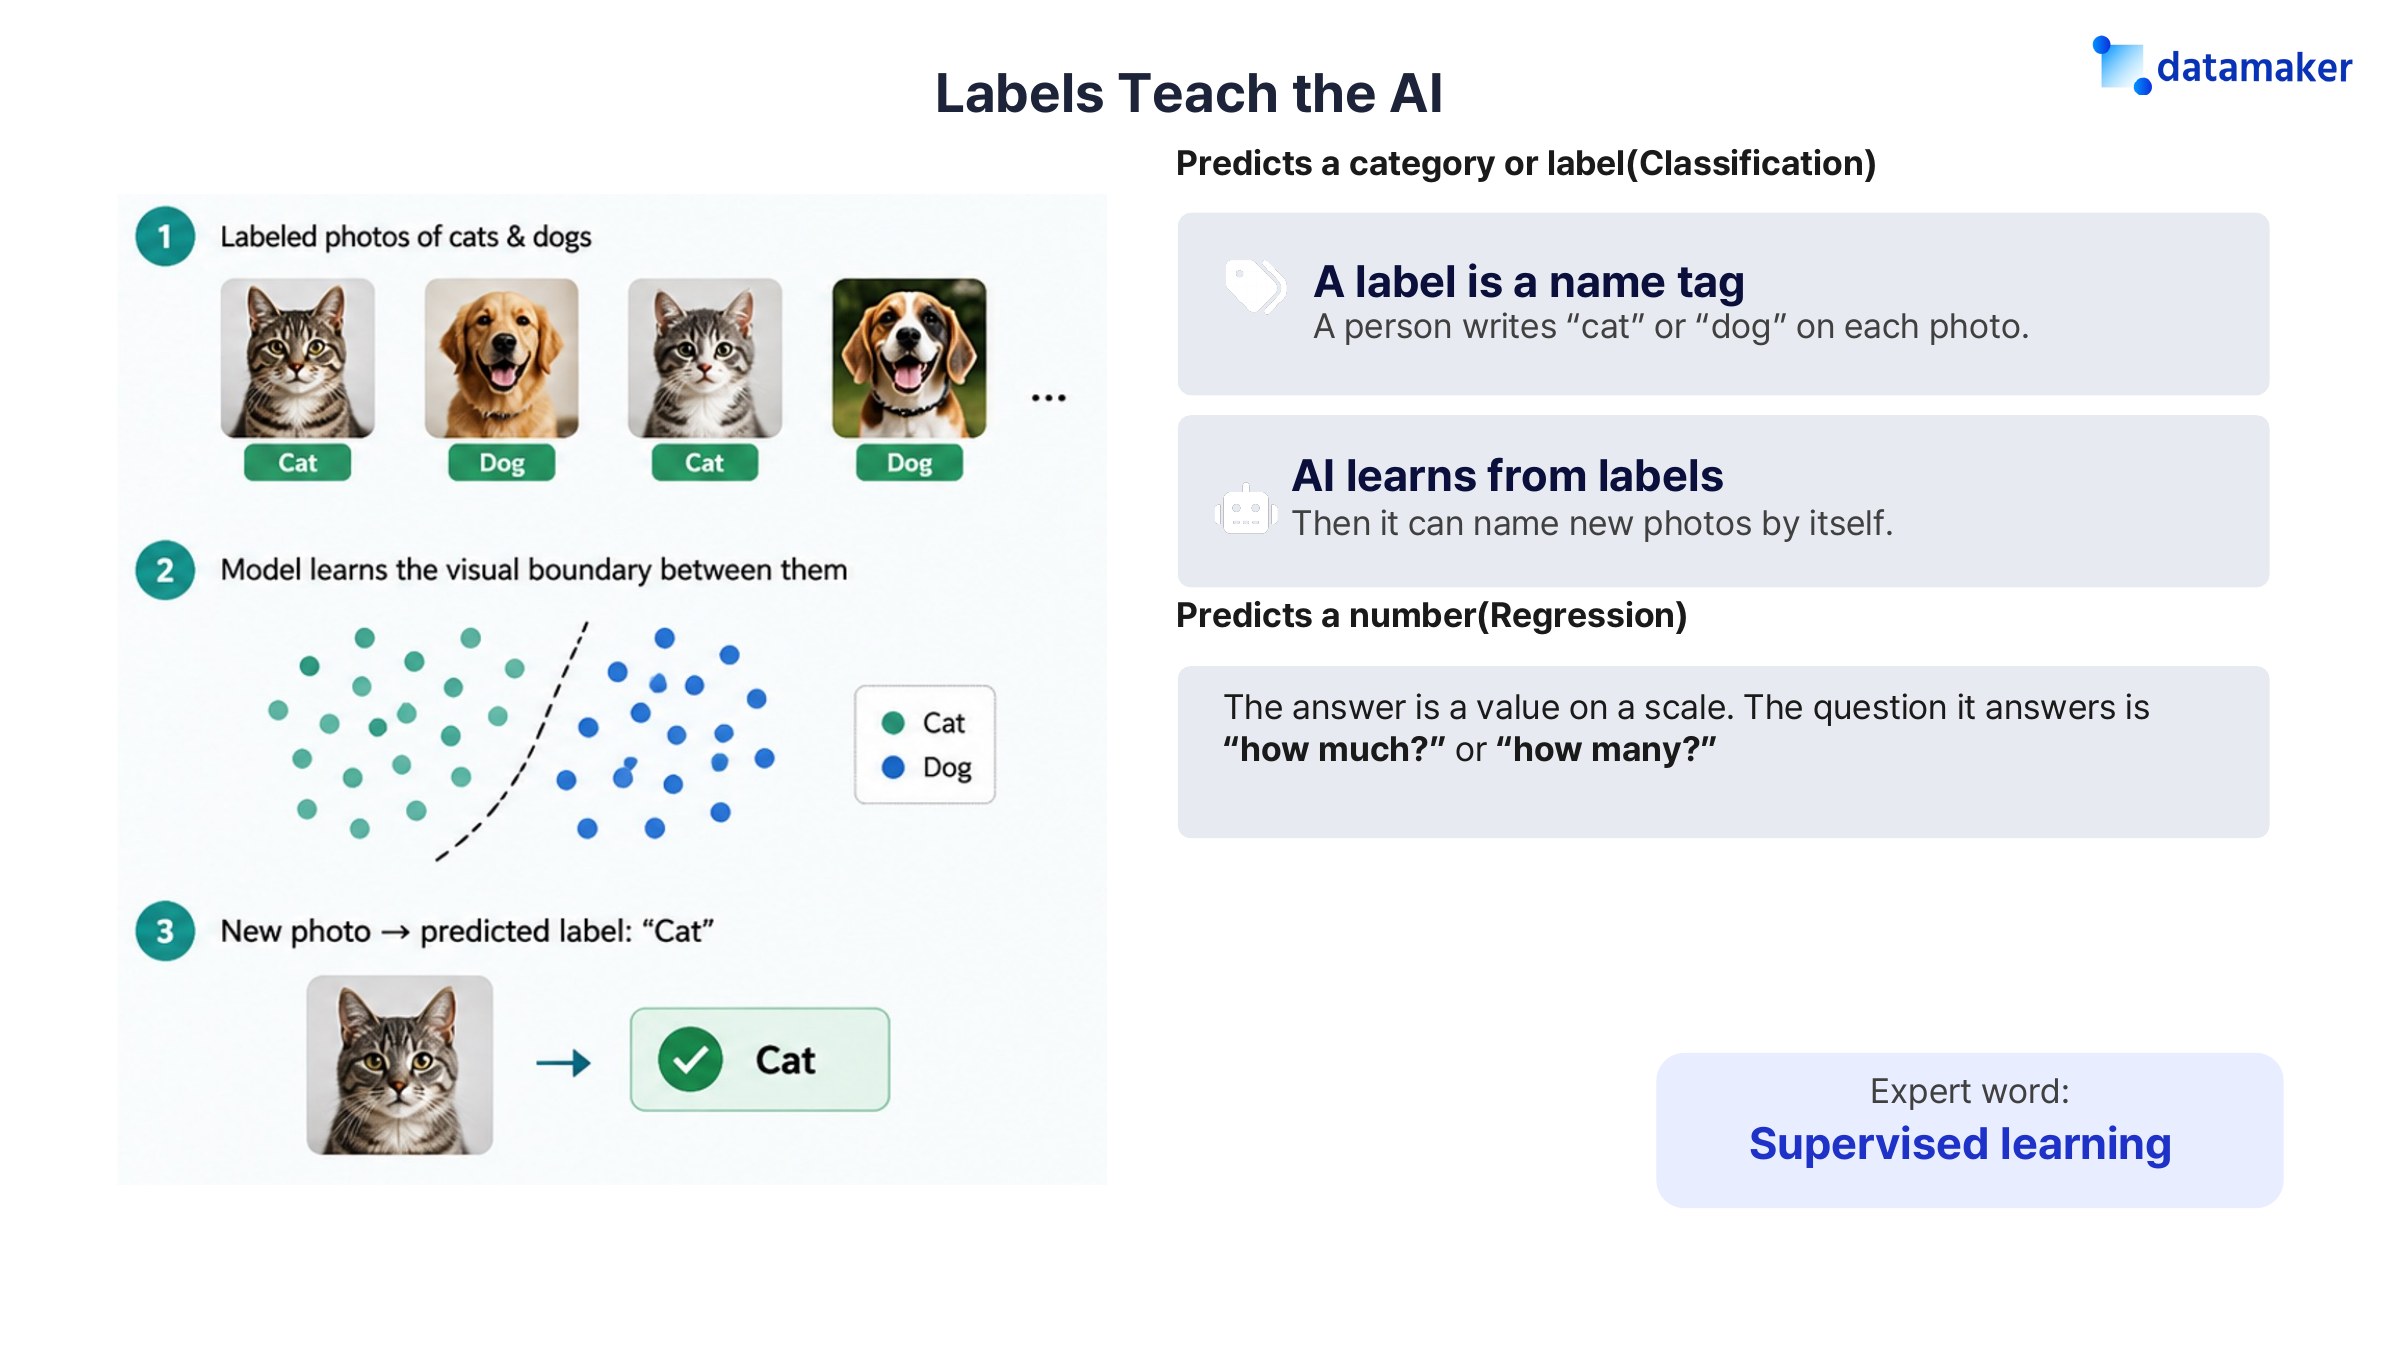 datamaker
Labels Teach the AI
1
Labeled photos of cats & dogs
Cat
Dog
Cat
Dog
...
2
Model learns the visual boundary between them
Cat
Dog
3
New photo → predicted label: “Cat”
Cat
Predicts a category or label(Classification)
A label is a name tag
A person writes “cat” or “dog” on each photo.
AI learns from labels
Then it can name new photos by itself.
Predicts a number(Regression)
The answer is a value on a scale. The question it answers is
“how much?” or “how many?”
Expert word:
Supervised learning